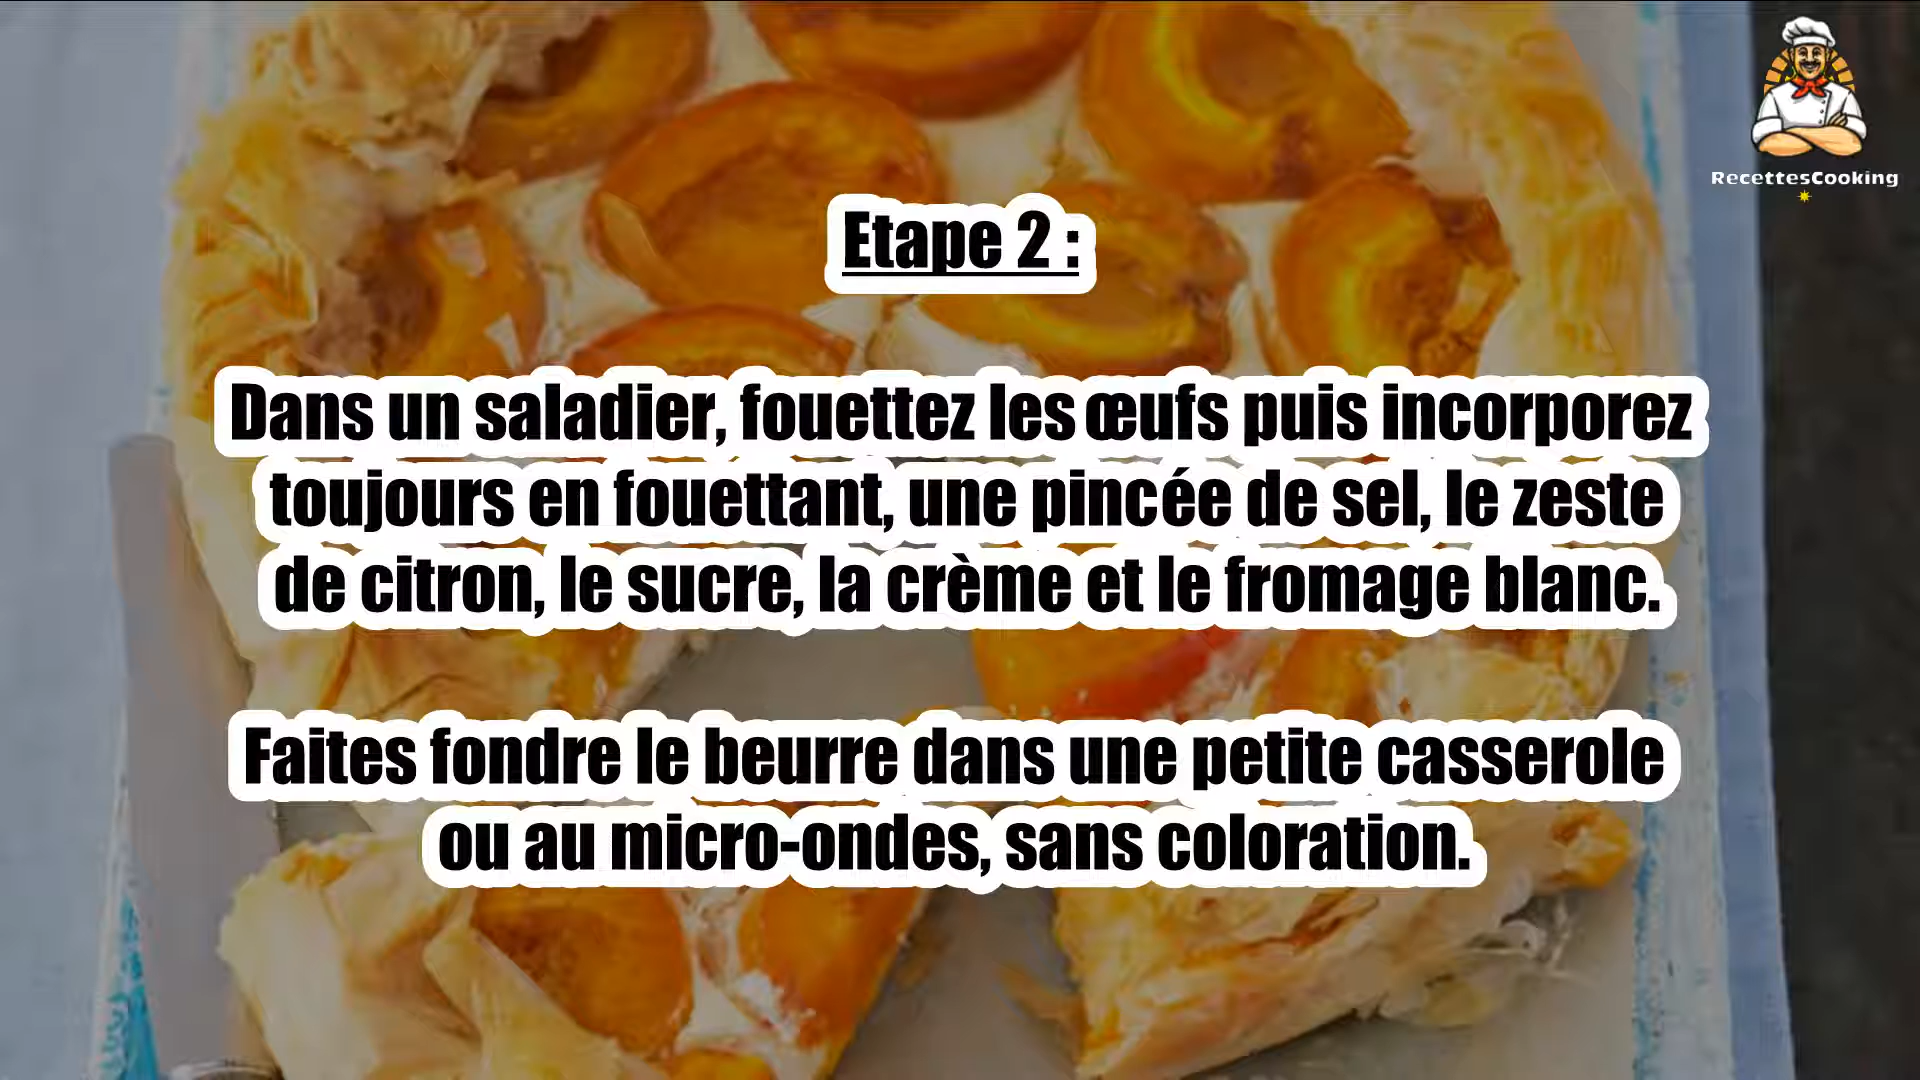 RecettesCooking
Etape 2 :
Dans un saladier, fouettez les œufs puis incorporez
toujours en fouettant, une pincée de sel, le zeste
de citron, le sucre, la crème et le fromage blanc.
Faites fondre le beurre dans une petite casserole
ou au micro-ondes, sans coloration.